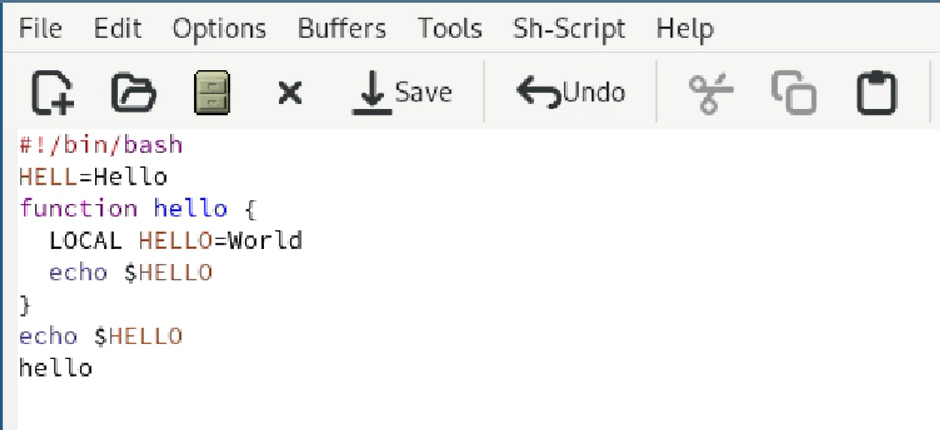 File Edit Options Buffers Tools Sh-Script Help
Save Undo
#!/bin/bash
HELL=Hello
function hello {
  LOCAL HELLO=World
  echo $HELLO
}
echo $HELLO
hello